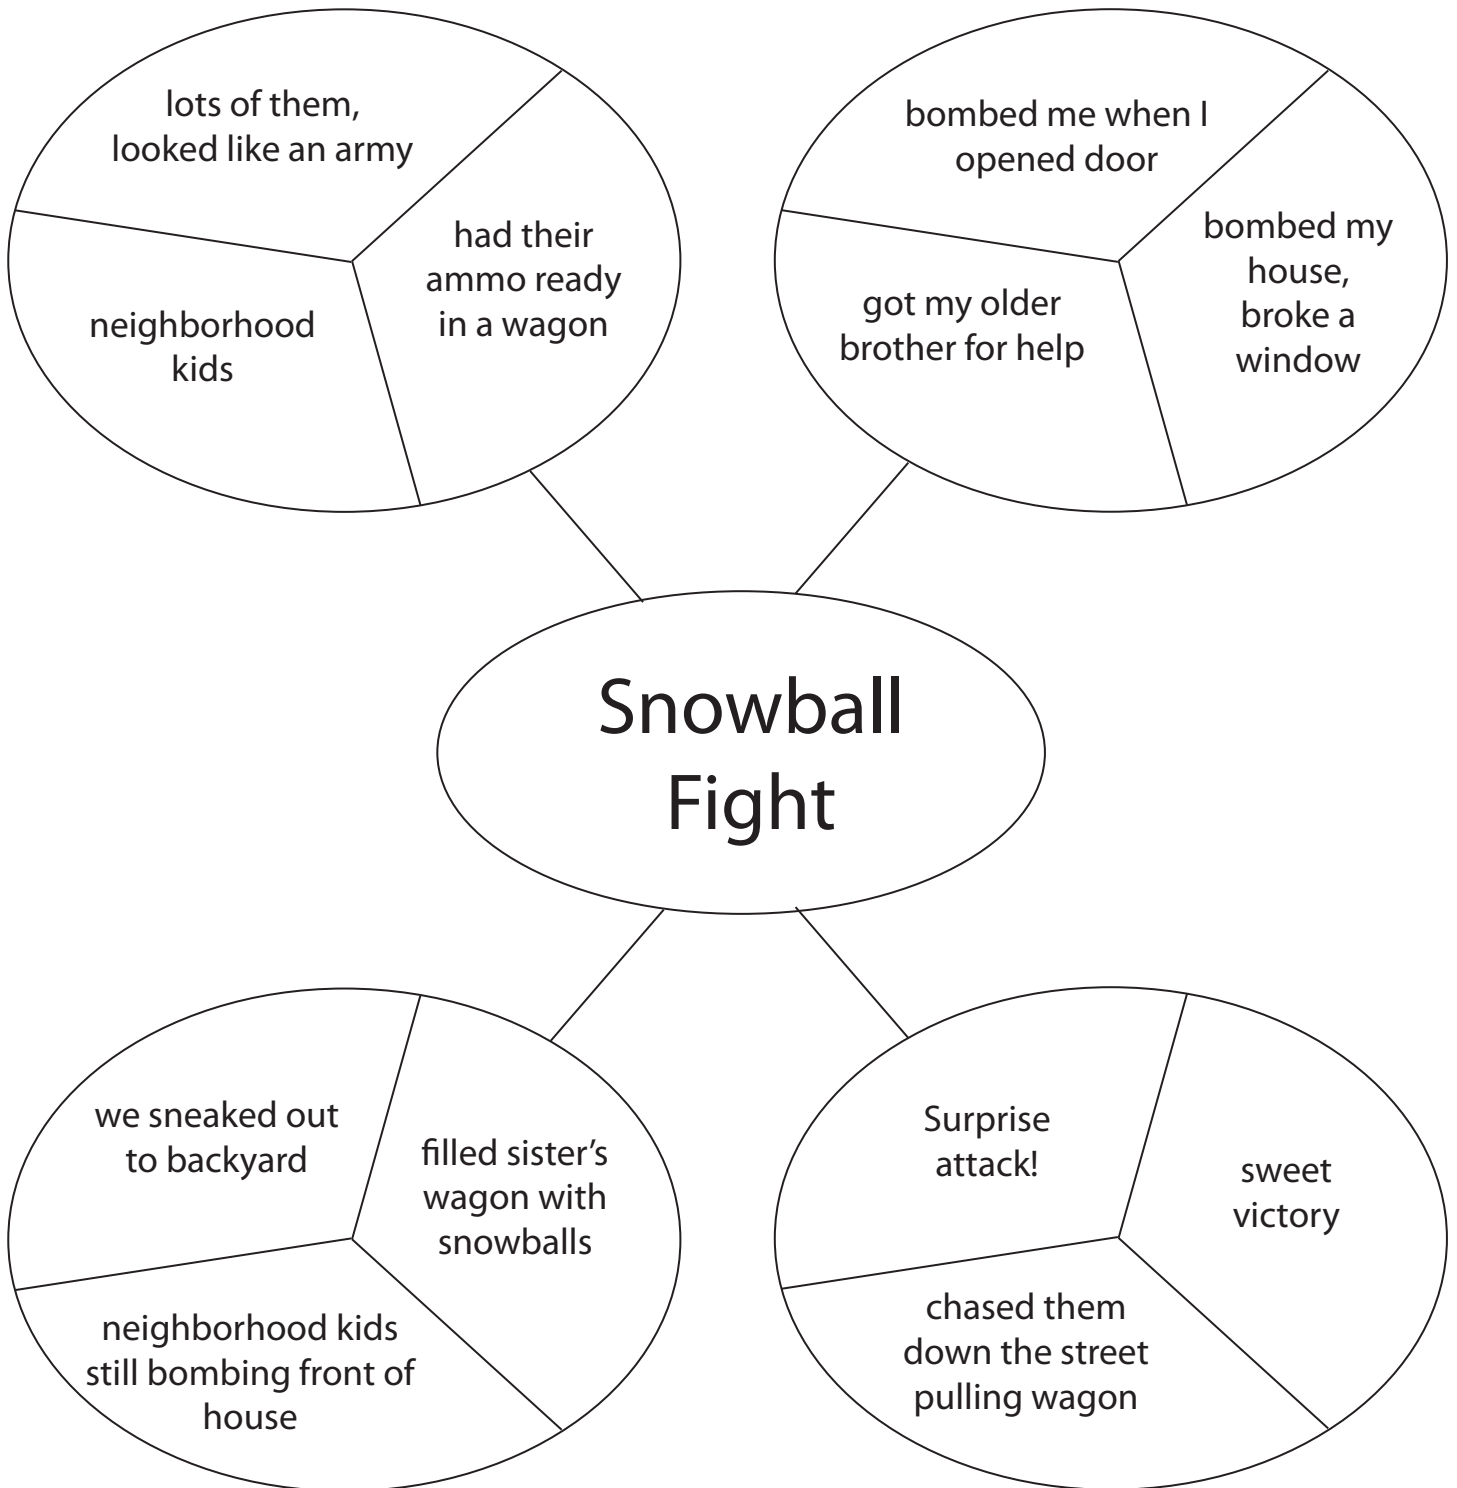 lots of them,
looked like an army
had their
ammo ready
in a wagon
neighborhood
kids
bombed me when I
opened door
bombed my
house,
broke a
window
got my older
brother for help
Snowball
Fight
we sneaked out
to backyard
filled sister’s
wagon with
snowballs
neighborhood kids
still bombing front of
house
Surprise
attack!
sweet
victory
chased them
down the street
pulling wagon